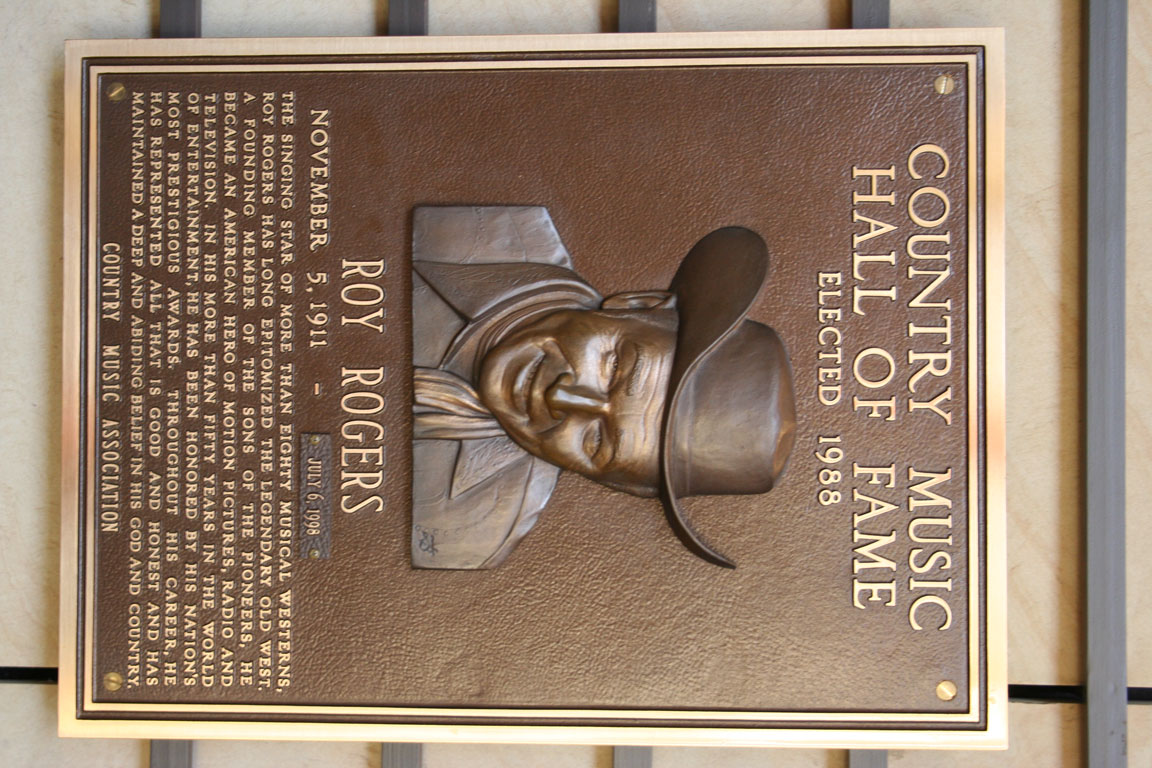 COUNTRY MUSIC
HALL OF FAME
ELECTED 1988
ROY ROGERS
NOVEMBER 5, 1911 - JULY 6, 1998
THE SINGING STAR OF MORE THAN EIGHTY MUSICAL WESTERNS,
ROY ROGERS HAS LONG EPITOMIZED THE LEGENDARY OLD WEST.
A FOUNDING MEMBER OF THE SONS OF THE PIONEERS, HE
BECAME AN AMERICAN HERO OF MOTION PICTURES, RADIO AND
TELEVISION. IN HIS MORE THAN FIFTY YEARS IN THE WORLD
OF ENTERTAINMENT, HE HAS BEEN HONORED BY HIS NATION'S
MOST PRESTIGIOUS AWARDS. THROUGHOUT HIS CAREER, HE
HAS REPRESENTED ALL THAT IS GOOD AND HONEST AND HAS
MAINTAINED A DEEP AND ABIDING BELIEF IN HIS GOD AND COUNTRY.
COUNTRY MUSIC ASSOCIATION